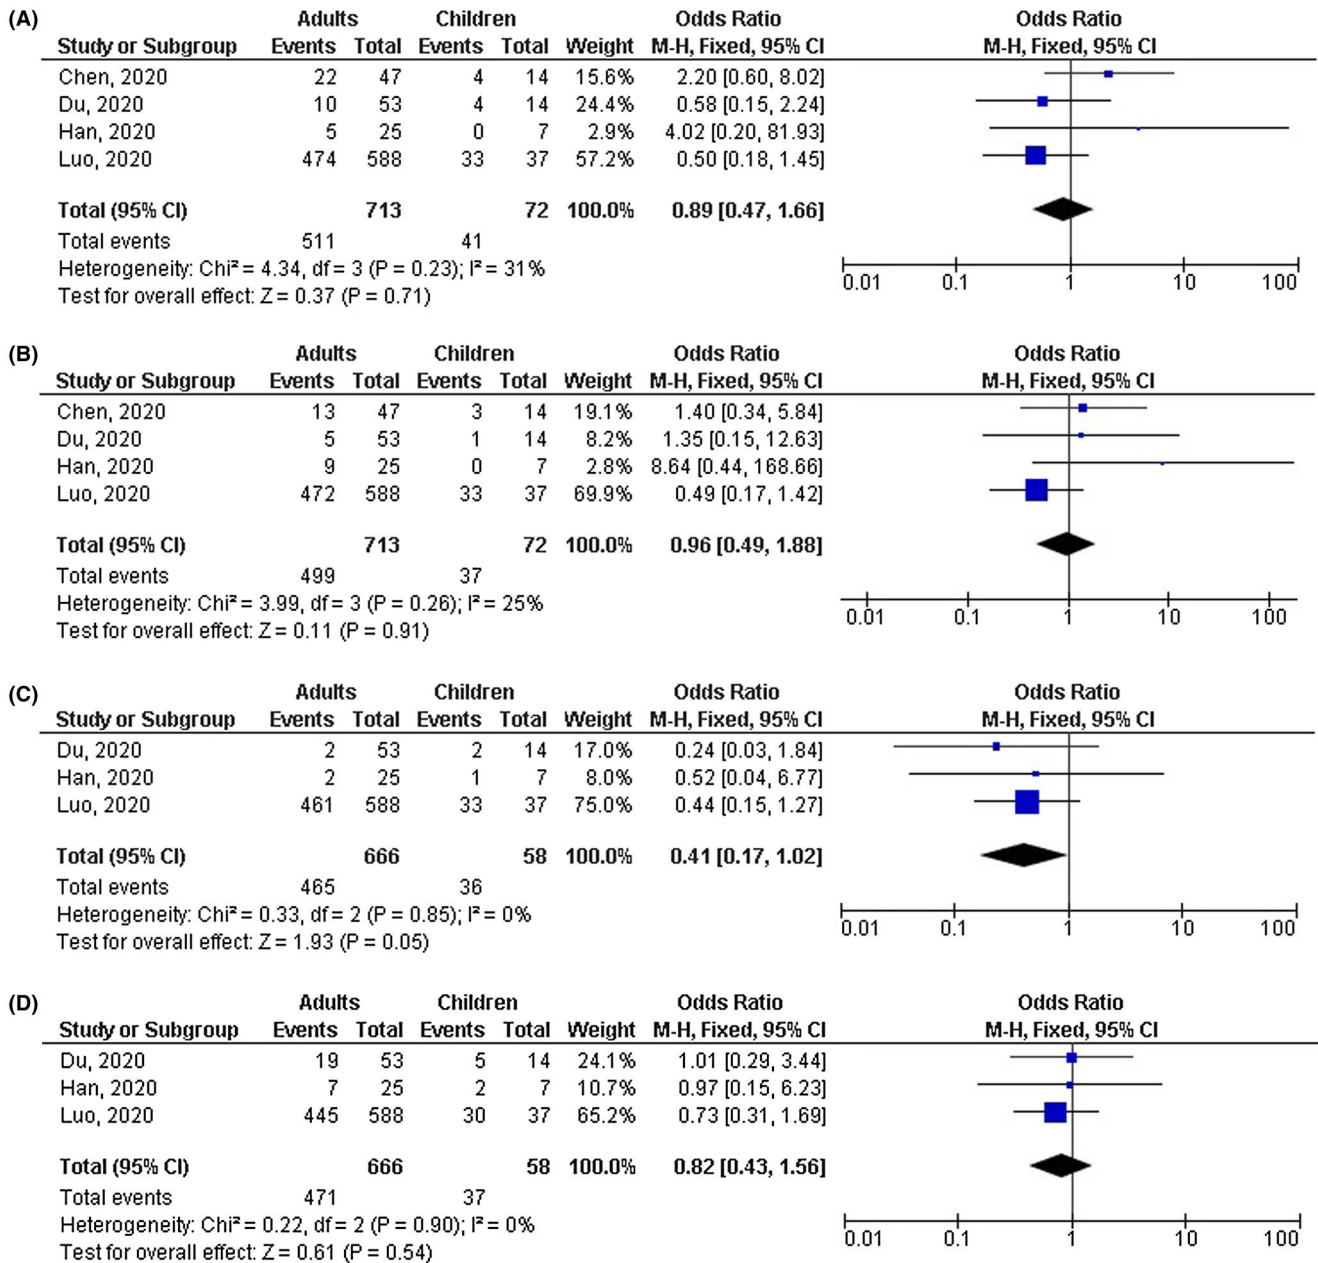 (A) Adults Children Odds Ratio Odds Ratio
Study or Subgroup Events Total Events Total Weight M-H, Fixed, 95% CI M-H, Fixed, 95% CI
Chen, 2020 22 47 4 14 15.6% 2.20 [0.60, 8.02]
Du, 2020 10 53 4 14 24.4% 0.58 [0.15, 2.24]
Han, 2020 5 25 0 7 2.9% 4.02 [0.20, 81.93]
Luo, 2020 474 588 33 37 57.2% 0.50 [0.18, 1.45]
Total (95% CI) 713 72 100.0% 0.89 [0.47, 1.66]
Total events 511 41
Heterogeneity: Chi² = 4.34, df = 3 (P = 0.23); I² = 31%
Test for overall effect: Z = 0.37 (P = 0.71)
0.01 0.1 1 10 100
(B) Adults Children Odds Ratio Odds Ratio
Study or Subgroup Events Total Events Total Weight M-H, Fixed, 95% CI M-H, Fixed, 95% CI
Chen, 2020 13 47 3 14 19.1% 1.40 [0.34, 5.84]
Du, 2020 5 53 1 14 8.2% 1.35 [0.15, 12.63]
Han, 2020 9 25 0 7 2.8% 8.64 [0.44, 168.66]
Luo, 2020 472 588 33 37 69.9% 0.49 [0.17, 1.42]
Total (95% CI) 713 72 100.0% 0.96 [0.49, 1.88]
Total events 499 37
Heterogeneity: Chi² = 3.99, df = 3 (P = 0.26); I² = 25%
Test for overall effect: Z = 0.11 (P = 0.91)
0.01 0.1 1 10 100
(C) Adults Children Odds Ratio Odds Ratio
Study or Subgroup Events Total Events Total Weight M-H, Fixed, 95% CI M-H, Fixed, 95% CI
Du, 2020 2 53 2 14 17.0% 0.24 [0.03, 1.84]
Han, 2020 2 25 1 7 8.0% 0.52 [0.04, 6.77]
Luo, 2020 461 588 33 37 75.0% 0.44 [0.15, 1.27]
Total (95% CI) 666 58 100.0% 0.41 [0.17, 1.02]
Total events 465 36
Heterogeneity: Chi² = 0.33, df = 2 (P = 0.85); I² = 0%
Test for overall effect: Z = 1.93 (P = 0.05)
0.01 0.1 1 10 100
(D) Adults Children Odds Ratio Odds Ratio
Study or Subgroup Events Total Events Total Weight M-H, Fixed, 95% CI M-H, Fixed, 95% CI
Du, 2020 19 53 5 14 24.1% 1.01 [0.29, 3.44]
Han, 2020 7 25 2 7 10.7% 0.97 [0.15, 6.23]
Luo, 2020 445 588 30 37 65.2% 0.73 [0.31, 1.69]
Total (95% CI) 666 58 100.0% 0.82 [0.43, 1.56]
Total events 471 37
Heterogeneity: Chi² = 0.22, df = 2 (P = 0.90); I² = 0%
Test for overall effect: Z = 0.61 (P = 0.54)
0.01 0.1 1 10 100